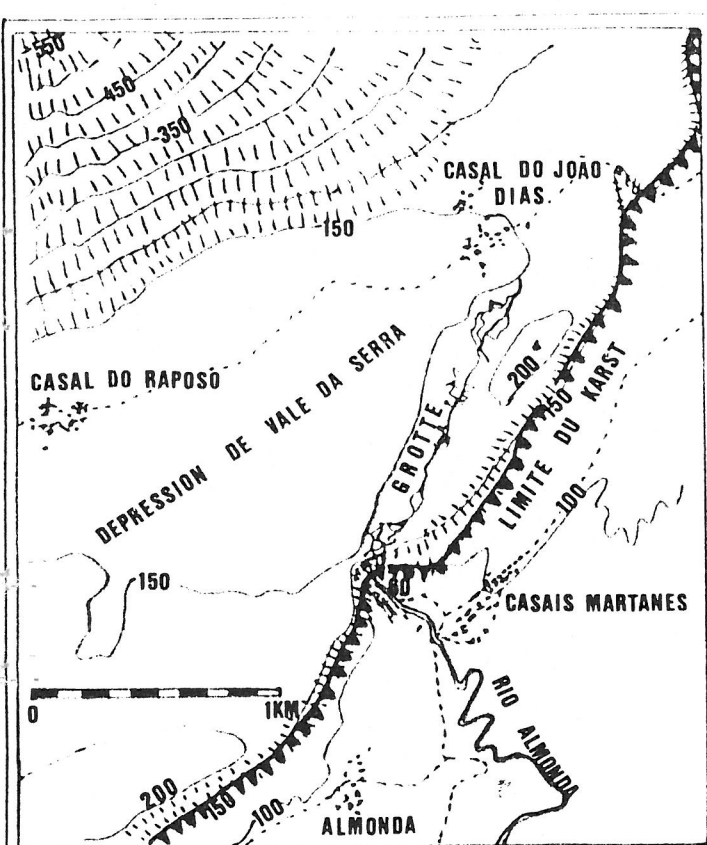 550
450
350
CASAL DO JOÃO
DIAS
150
200
CASAL DO RAPOSO
DEPRESSION DE VALE DA SERRA
GROTTE
150
LIMITE DU KARST
100
150
CASAIS MARTANES
0
1KM
RIO ALMONDA
200
150
100
ALMONDA